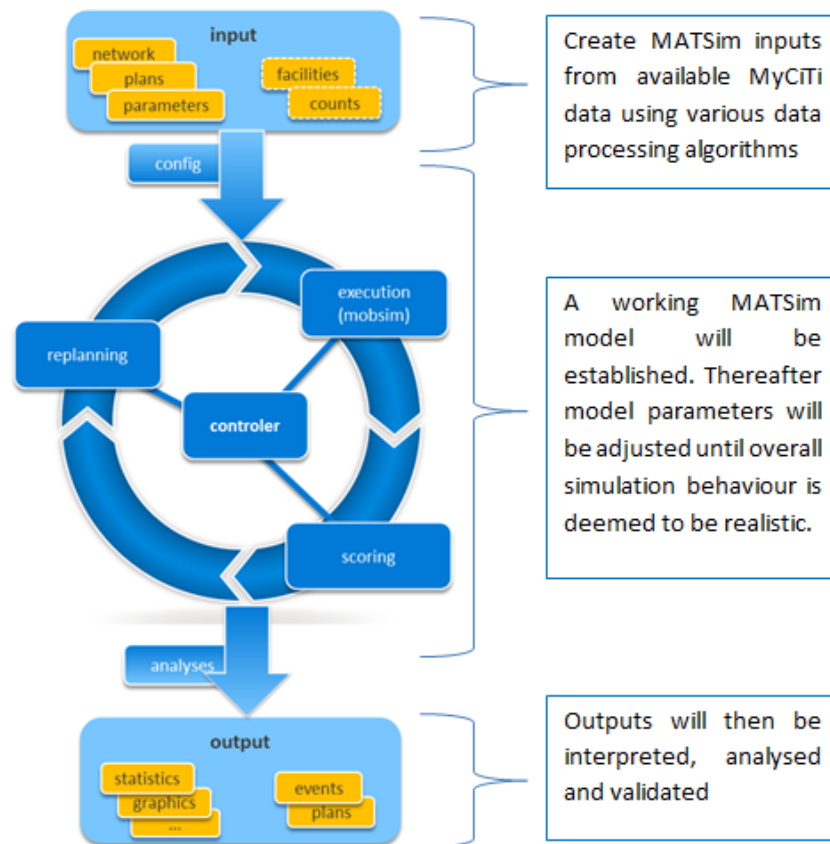 input
network
plans
parameters
facilities
counts
config
Create MATSim inputs
from available MyCiTi
data using various data
processing algorithms
execution
(mobsim)
replanning
controler
scoring
A working MATSim
model will be
established. Thereafter
model parameters will
be adjusted until overall
simulation behaviour is
deemed to be realistic.
analyses
output
statistics
graphics
...
events
plans
Outputs will then be
interpreted, analysed
and validated